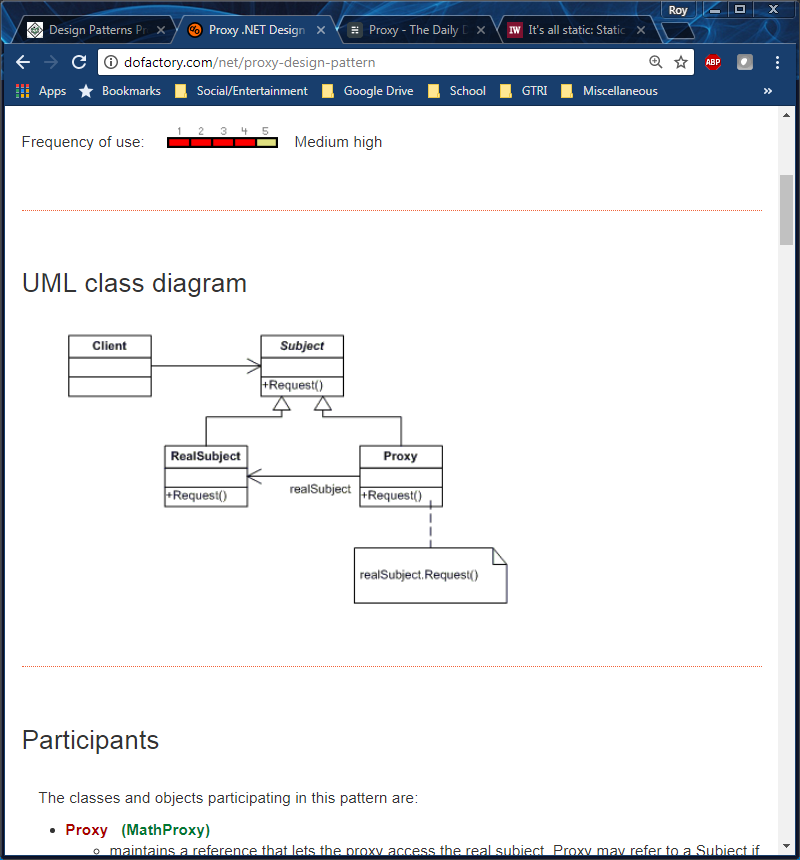 Roy
Design Patterns Pr
Proxy .NET Design
Proxy - The Daily D
IW It's all static: Static
dofactory.com/net/proxy-design-pattern
ABP
Apps Bookmarks Social/Entertainment Google Drive School GTRI Miscellaneous »
1 2 3 4 5
Frequency of use: Medium high
UML class diagram
Client Subject
+Request()
RealSubject Proxy
realSubject
+Request() +Request()
realSubject.Request()
Participants
The classes and objects participating in this pattern are:
• Proxy (MathProxy)
maintains a reference that lets the proxy access the real subject. Proxy may refer to a Subject if